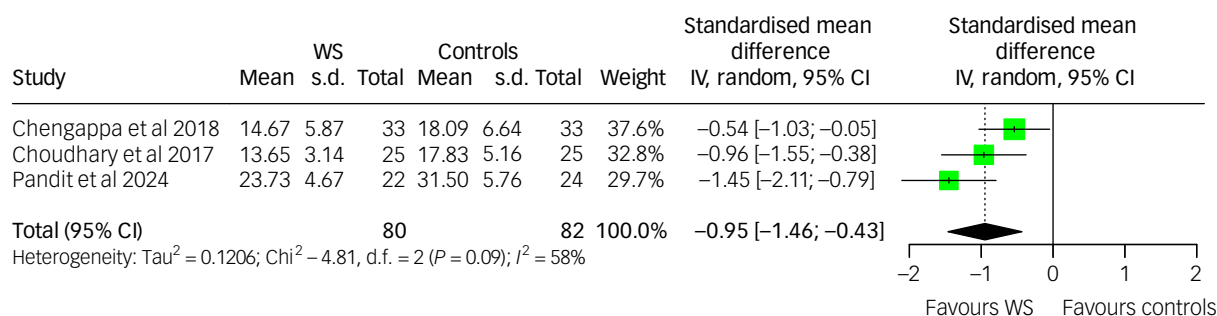 Standardised mean Standardised mean
WS Controls difference difference
Study Mean s.d. Total Mean s.d. Total Weight IV, random, 95% CI IV, random, 95% CI
Chengappa et al 2018 14.67 5.87 33 18.09 6.64 33 37.6% −0.54 [−1.03; −0.05]
Choudhary et al 2017 13.65 3.14 25 17.83 5.16 25 32.8% −0.96 [−1.55; −0.38]
Pandit et al 2024 23.73 4.67 22 31.50 5.76 24 29.7% −1.45 [−2.11; −0.79]
Total (95% CI) 80 82 100.0% −0.95 [−1.46; −0.43]
Heterogeneity: Tau² = 0.1206; Chi² – 4.81, d.f. = 2 (P = 0.09); I² = 58%
−2 −1 0 1 2
Favours WS Favours controls